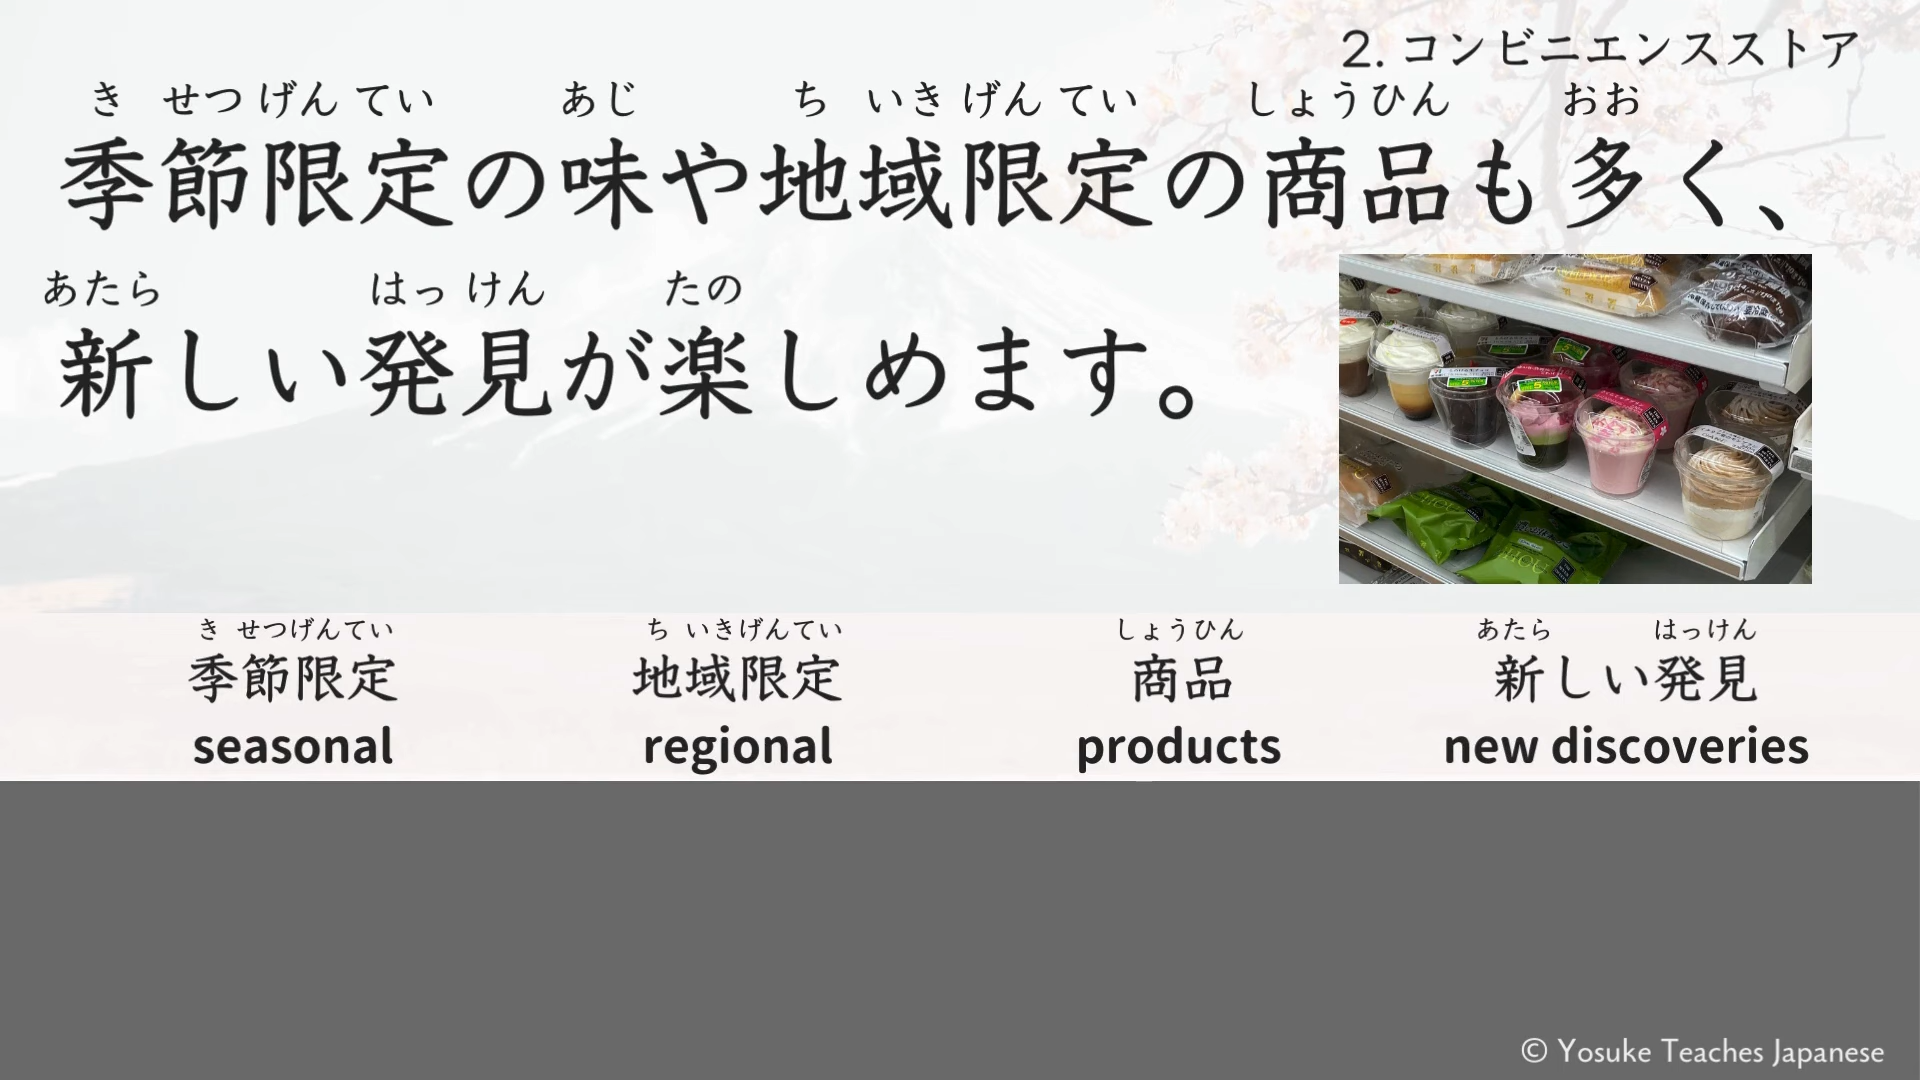 2. コンビニエンスストア
き せつ げん てい あじ ち いき げん てい しょうひん おお
季節限定の味や地域限定の商品も多く、
あたら はっ けん たの
新しい発見が楽しめます。
き せつげんてい ち いきげんてい しょうひん あたら はっけん
季節限定 地域限定 商品 新しい発見
seasonal regional products new discoveries
© Yosuke Teaches Japanese